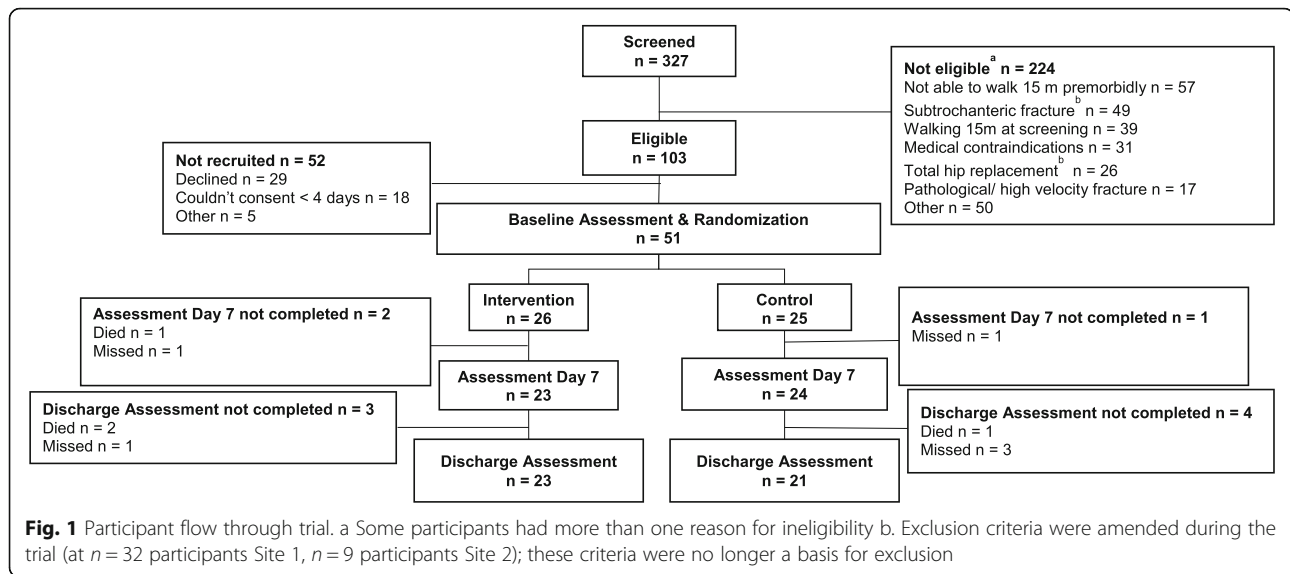 Screened
n = 327
Not eligibleᵃ n = 224
Not able to walk 15 m premorbidly n = 57
Subtrochanteric fractureᵇ n = 49
Walking 15m at screening n = 39
Medical contraindications n = 31
Total hip replacementᵇ n = 26
Pathological/ high velocity fracture n = 17
Other n = 50
Eligible
n = 103
Not recruited n = 52
Declined n = 29
Couldn't consent < 4 days n = 18
Other n = 5
Baseline Assessment & Randomization
n = 51
Intervention
n = 26
Control
n = 25
Assessment Day 7 not completed n = 2
Died n = 1
Missed n = 1
Assessment Day 7 not completed n = 1
Missed n = 1
Assessment Day 7
n = 23
Assessment Day 7
n = 24
Discharge Assessment not completed n = 3
Died n = 2
Missed n = 1
Discharge Assessment not completed n = 4
Died n = 1
Missed n = 3
Discharge Assessment
n = 23
Discharge Assessment
n = 21
Fig. 1 Participant flow through trial. a Some participants had more than one reason for ineligibility b. Exclusion criteria were amended during the
trial (at n = 32 participants Site 1, n = 9 participants Site 2); these criteria were no longer a basis for exclusion